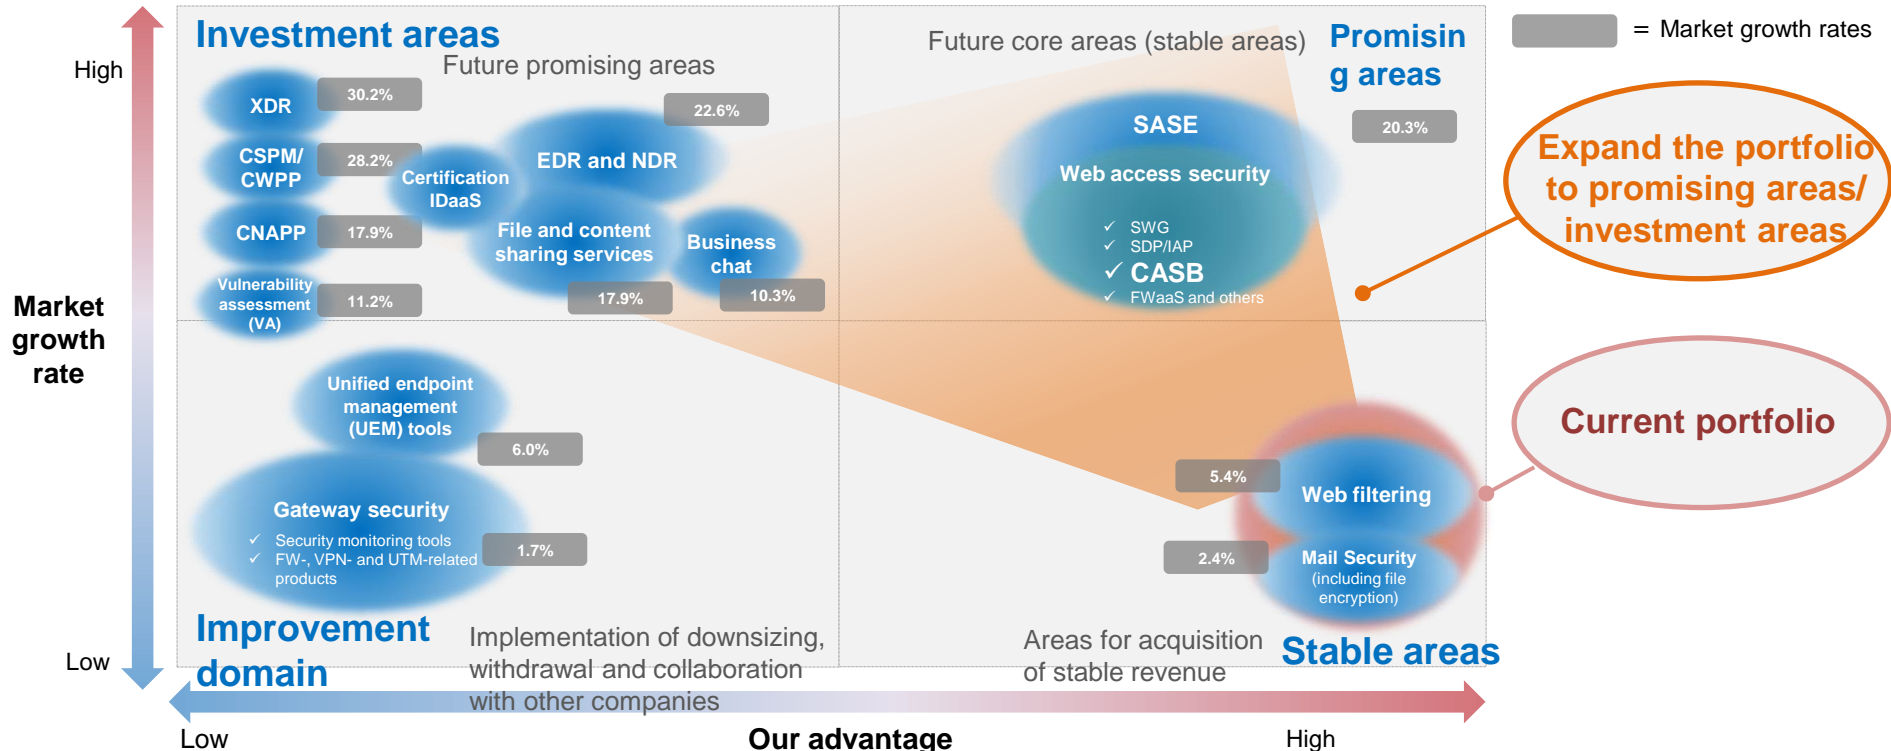 Investment areas
Future promising areas
High
XDR
30.2%
CSPM/
CWPP
28.2%
CNAPP
17.9%
Vulnerability
assessment
(VA)
11.2%
Certification
IDaaS
EDR and NDR
22.6%
File and content
sharing services
17.9%
Business
chat
10.3%
Future core areas (stable areas)
Promisin
g areas
SASE
20.3%
Web access security
✓ SWG
✓ SDP/IAP
✓ CASB
✓ FWaaS and others
= Market growth rates
Expand the portfolio
to promising areas/
investment areas
Market
growth
rate
Unified endpoint
management
(UEM) tools
6.0%
Gateway security
✓ Security monitoring tools
✓ FW-, VPN- and UTM-related
products
1.7%
Improvement
domain
Implementation of downsizing,
withdrawal and collaboration
with other companies
Current portfolio
5.4%
Web filtering
2.4%
Mail Security
(including file
encryption)
Areas for acquisition
of stable revenue
Stable areas
Low
Low
Our advantage
High